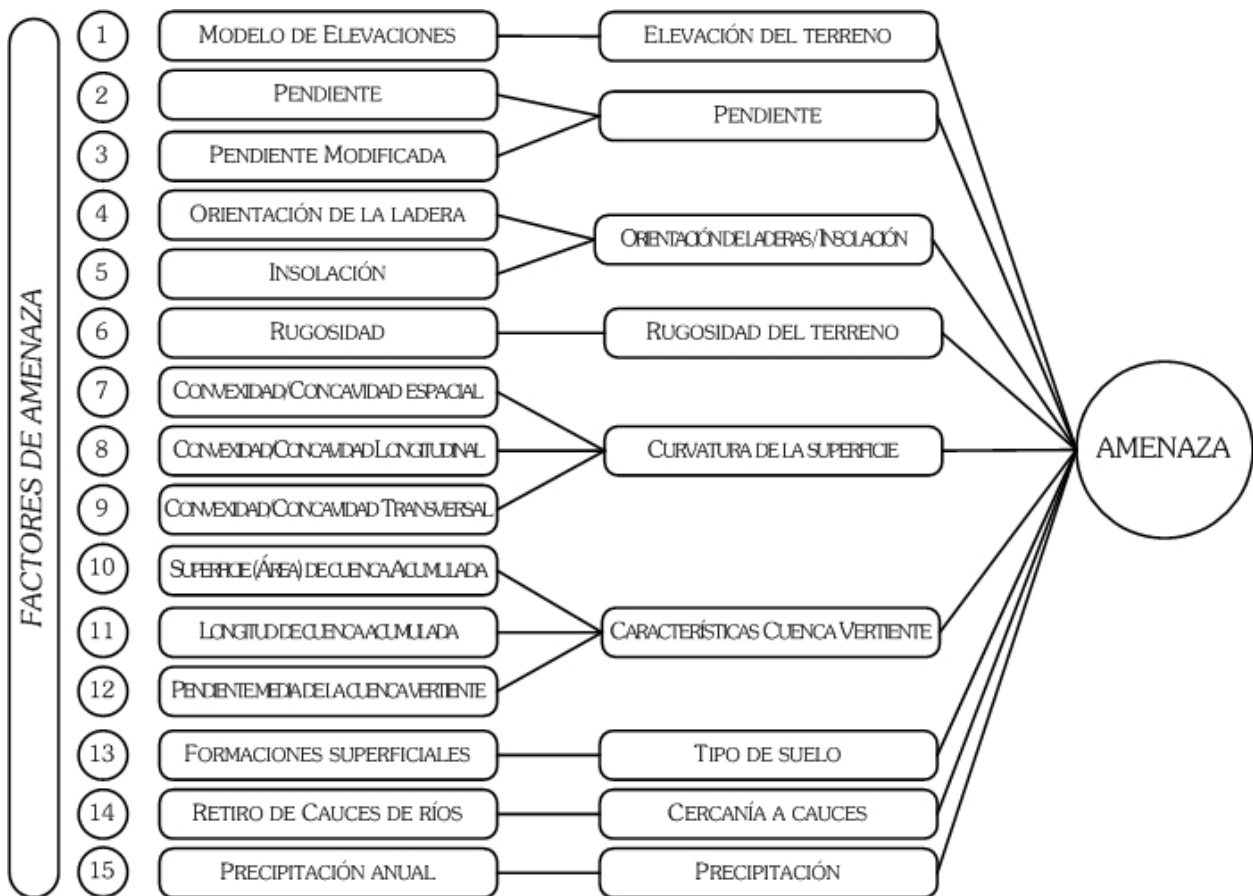 FACTORES DE AMENAZA
1 MODELO DE ELEVACIONES ELEVACIÓN DEL TERRENO
2 PENDIENTE
PENDIENTE
3 PENDIENTE MODIFICADA
4 ORIENTACIÓN DE LA LADERA
ORIENTACIÓN DE LADERAS/INSOLACIÓN
5 INSOLACIÓN
6 RUGOSIDAD RUGOSIDAD DEL TERRENO
7 CONVEXIDAD/CONCAVIDAD ESPACIAL
8 CONVEXIDAD/CONCAVIDAD LONGITUDINAL CURVATURA DE LA SUPERFICIE AMENAZA
9 CONVEXIDAD/CONCAVIDAD TRANSVERSAL
10 SUPERFICIE (ÁREA) DE CUENCA ACUMULADA
11 LONGITUD DE CUENCA ACUMULADA CARACTERÍSTICAS CUENCA VERTIENTE
12 PENDIENTE MEDIA DE LA CUENCA VERTIENTE
13 FORMACIONES SUPERFICIALES TIPO DE SUELO
14 RETIRO DE CAUCES DE RÍOS CERCANÍA A CAUCES
15 PRECIPITACIÓN ANUAL PRECIPITACIÓN